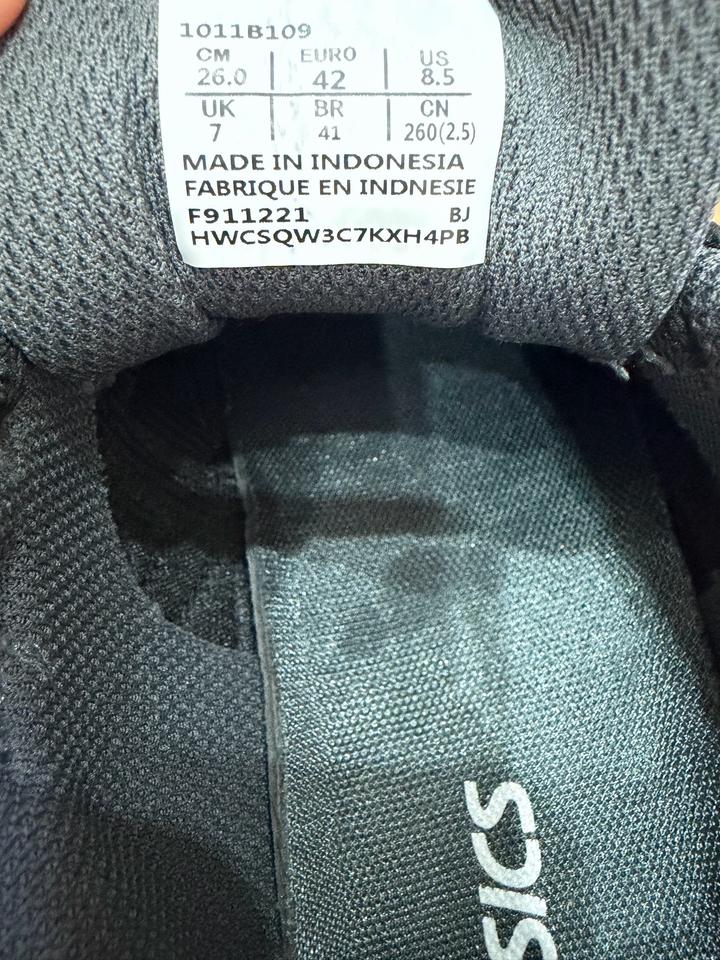 1011B109
CM | EURO | US
26.0 | 42 | 8.5
UK | BR | CN
7 | 41 | 260(2.5)
MADE IN INDONESIA
FABRIQUE EN INDNESIE
F911221 BJ
HWCSQW3C7KXH4PB
SICS